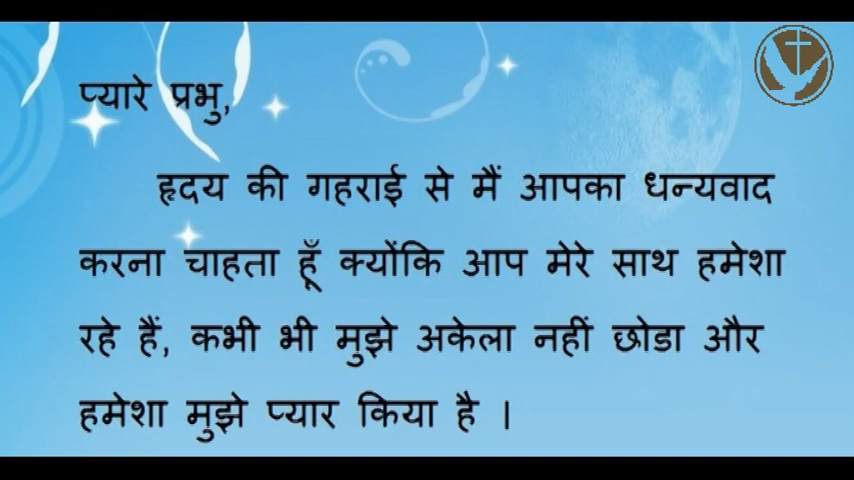 प्यारे प्रभु,
हृदय की गहराई से मैं आपका धन्यवाद
करना चाहता हूँ क्योंकि आप मेरे साथ हमेशा
रहे हैं, कभी भी मुझे अकेला नहीं छोडा और
हमेशा मुझे प्यार किया है ।